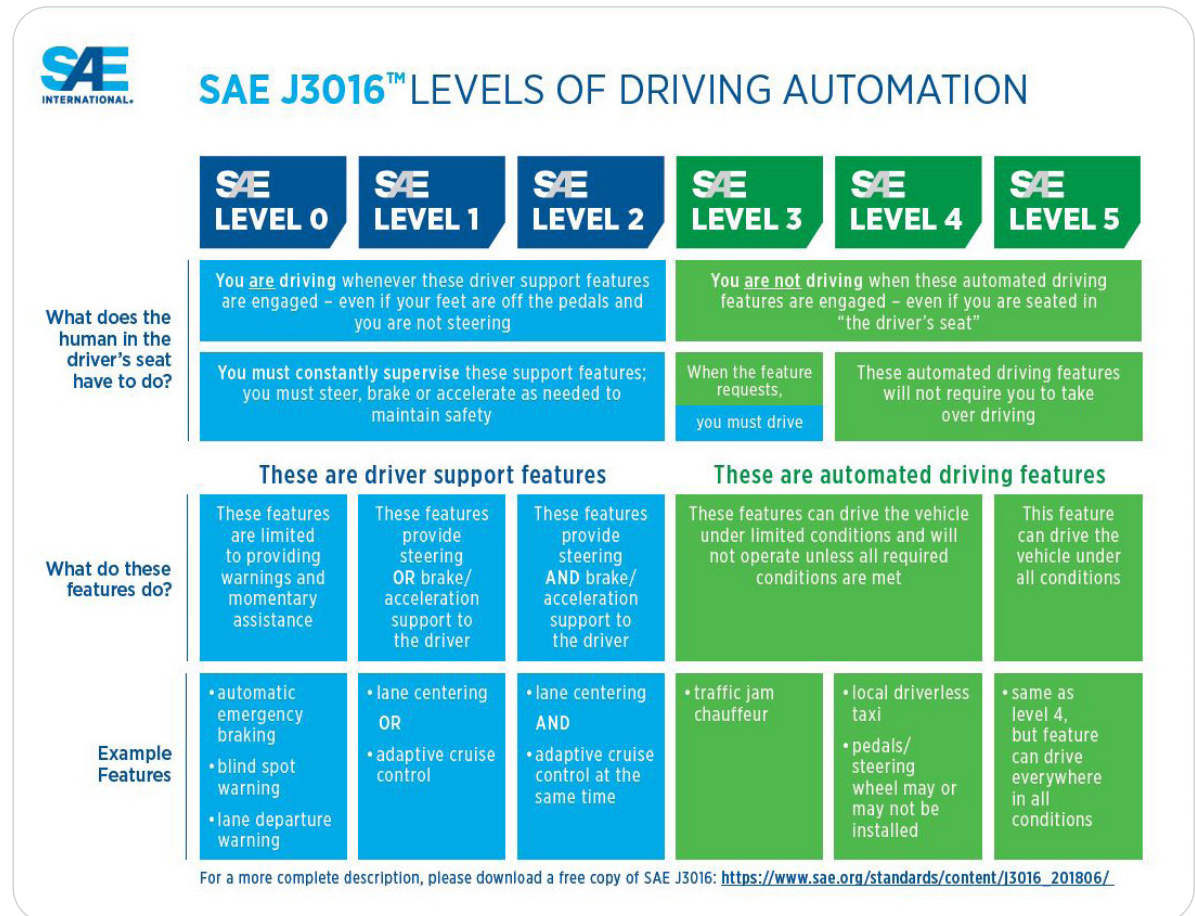 SAE
INTERNATIONAL®
SAE J3016™ LEVELS OF DRIVING AUTOMATION
SAE
LEVEL 0
SAE
LEVEL 1
SAE
LEVEL 2
SAE
LEVEL 3
SAE
LEVEL 4
SAE
LEVEL 5
What does the
human in the
driver's seat
have to do?
You are driving whenever these driver support features
are engaged – even if your feet are off the pedals and
you are not steering
You are not driving when these automated driving
features are engaged – even if you are seated in
“the driver's seat”
You must constantly supervise these support features;
you must steer, brake or accelerate as needed to
maintain safety
When the feature
requests,
you must drive
These automated driving features
will not require you to take
over driving
These are driver support features
These are automated driving features
What do these
features do?
These features
are limited
to providing
warnings and
momentary
assistance
These features
provide
steering
OR brake/
acceleration
support to
the driver
These features
provide
steering
AND brake/
acceleration
support to
the driver
These features can drive the vehicle
under limited conditions and will
not operate unless all required
conditions are met
This feature
can drive the
vehicle under
all conditions
Example
Features
• automatic
emergency
braking
• blind spot
warning
• lane departure
warning
• lane centering
OR
• adaptive cruise
control
• lane centering
AND
• adaptive cruise
control at the
same time
• traffic jam
chauffeur
• local driverless
taxi
• pedals/
steering
wheel may or
may not be
installed
• same as
level 4,
but feature
can drive
everywhere
in all
conditions
For a more complete description, please download a free copy of SAE J3016: https://www.sae.org/standards/content/j3016_201806/